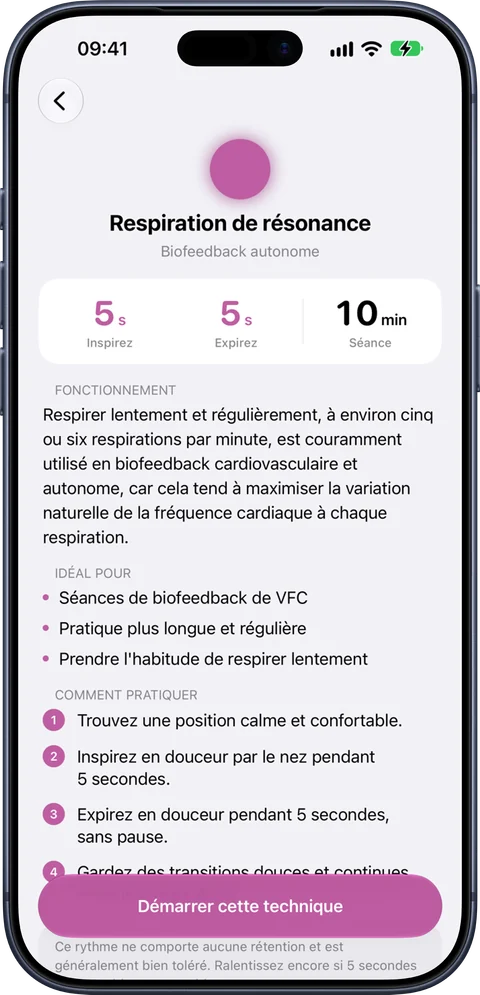 09:41
Respiration de résonance
Biofeedback autonome
5 s
Inspirez
5 s
Expirez
10 min
Séance
FONCTIONNEMENT
Respirer lentement et régulièrement, à environ cinq
ou six respirations par minute, est couramment
utilisé en biofeedback cardiovasculaire et
autonome, car cela tend à maximiser la variation
naturelle de la fréquence cardiaque à chaque
respiration.
IDÉAL POUR
• Séances de biofeedback de VFC
• Pratique plus longue et régulière
• Prendre l'habitude de respirer lentement
COMMENT PRATIQUER
1 Trouvez une position calme et confortable.
2 Inspirez en douceur par le nez pendant
5 secondes.
3 Expirez en douceur pendant 5 secondes,
sans pause.
4 Gardez des transitions douces et continues
Démarrer cette technique
Ce rythme ne comporte aucune rétention et est
généralement bien toléré. Ralentissez encore si 5 secondes